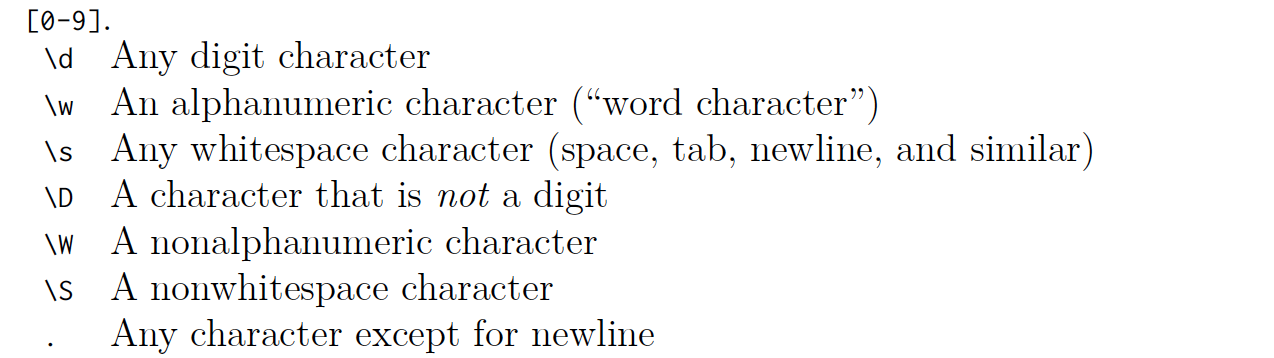 [0-9].
\d Any digit character
\w An alphanumeric character (“word character”)
\s Any whitespace character (space, tab, newline, and similar)
\D A character that is not a digit
\W A nonalphanumeric character
\S A nonwhitespace character
. Any character except for newline